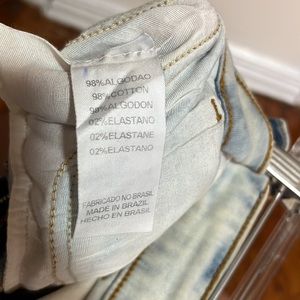 98%ALGODAO
98%COTTON
98%ALGODON
02%ELASTANO
02%ELASTANE
02%ELASTANO
FABRICADO NO BRASIL
MADE IN BRAZIL
HECHO EN BRASIL